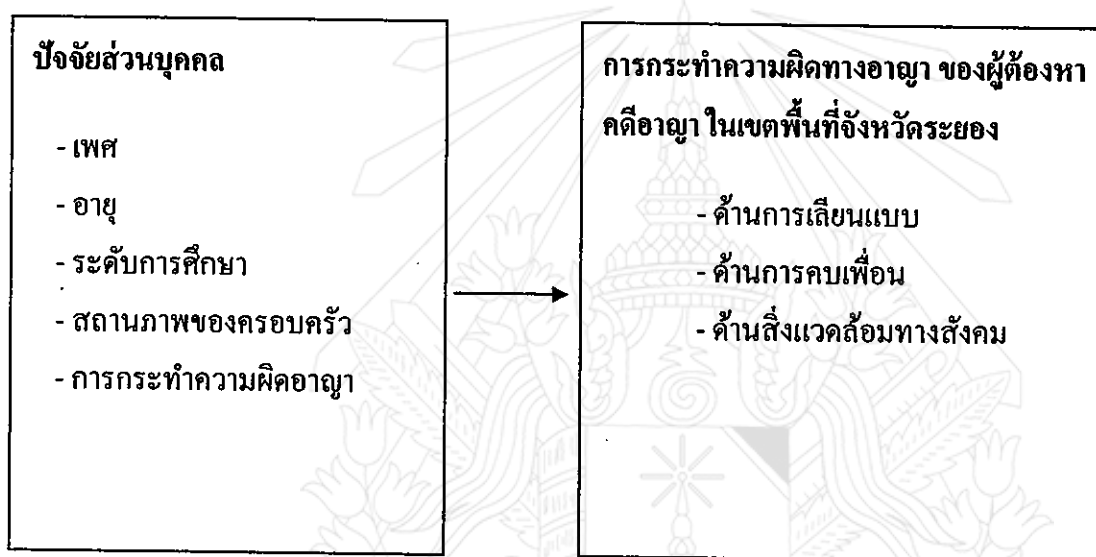 ปัจจัยส่วนบุคคล
- เพศ
- อายุ
- ระดับการศึกษา
- สถานภาพของครอบครัว
- การกระทำความผิดอาญา
การกระทำความผิดทางอาญา ของผู้ต้องหา
คดีอาญา ในเขตพื้นที่จังหวัดระยอง
- ด้านการเลียนแบบ
- ด้านการคบเพื่อน
- ด้านสิ่งแวดล้อมทางสังคม